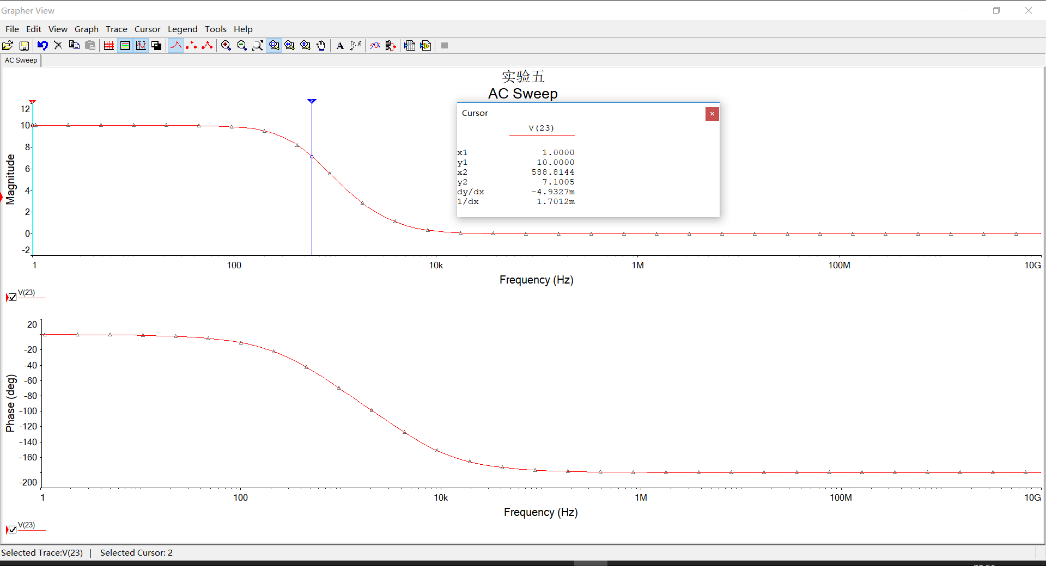 Grapher View
File Edit View Graph Trace Cursor Legend Tools Help
AC Sweep
实验五
AC Sweep
Cursor
V(23)
x1 1.0000
y1 10.0000
x2 588.8144
y2 7.1005
dy/dx -4.9327m
1/dx 1.7012m
Magnitude
12
10
8
6
4
2
0
-2
1 100 10k 1M 100M 10G
Frequency (Hz)
V(23)
Phase (deg)
20
-20
-40
-60
-80
-100
-120
-140
-160
200
1 100 10k 1M 100M 10G
Frequency (Hz)
V(23)
Selected Trace:V(23) | Selected Cursor: 2